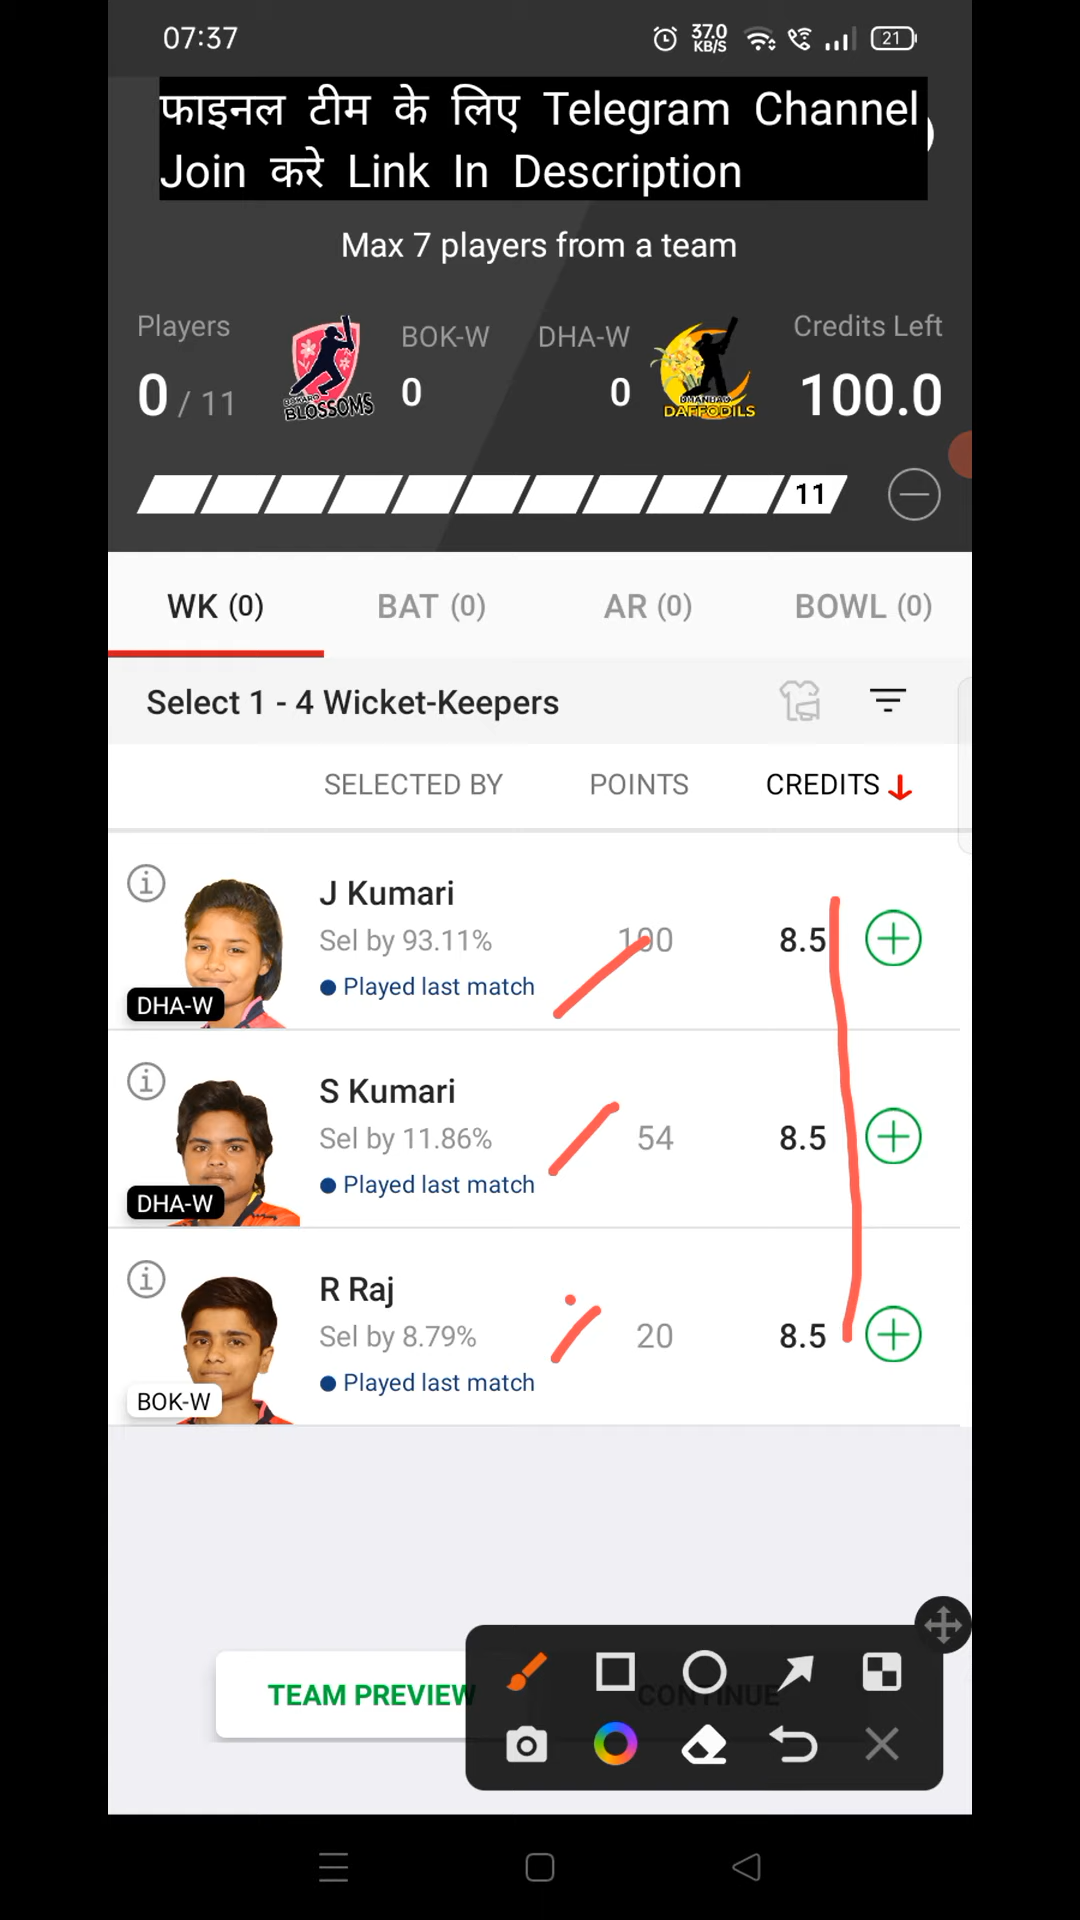 07:37
37.0
KB/S
21
फाइनल टीम के लिए Telegram Channel
Join करे Link In Description
Max 7 players from a team
Players
BOK-W
DHA-W
Credits Left
0 / 11
0
0
100.0
BLOSSOMS
DHANBAD
DAFFODILS
11
WK (0)
BAT (0)
AR (0)
BOWL (0)
Select 1 - 4 Wicket-Keepers
SELECTED BY
POINTS
CREDITS
J Kumari
Sel by 93.11%
100
8.5
Played last match
DHA-W
S Kumari
Sel by 11.86%
54
8.5
Played last match
DHA-W
R Raj
Sel by 8.79%
20
8.5
Played last match
BOK-W
TEAM PREVIEW
CONTINUE